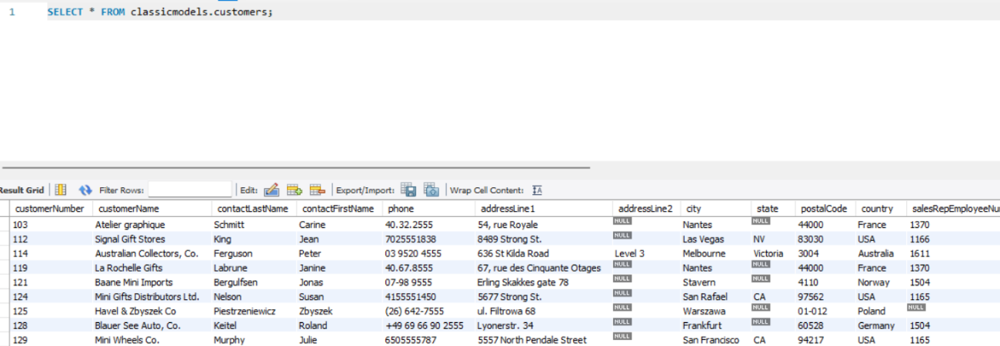 1 SELECT * FROM classicmodels.customers;
Result Grid Filter Rows: Edit: Export/Import: Wrap Cell Content: IA
customerNumber customerName contactLastName contactFirstName phone addressLine1 addressLine2 city state postalCode country salesRepEmployeeNu
103 Atelier graphique Schmitt Carine 40.32.2555 54, rue Royale NULL Nantes NULL 44000 France 1370
112 Signal Gift Stores King Jean 7025551838 8489 Strong St. NULL Las Vegas NV 83030 USA 1166
114 Australian Collectors, Co. Ferguson Peter 03 9520 4555 636 St Kilda Road Level 3 Melbourne Victoria 3004 Australia 1611
119 La Rochelle Gifts Labrune Janine 40.67.8555 67, rue des Cinquante Otages NULL Nantes NULL 44000 France 1370
121 Baane Mini Imports Bergulfsen Jonas 07-98 9555 Erling Skakkes gate 78 NULL Stavern NULL 4110 Norway 1504
124 Mini Gifts Distributors Ltd. Nelson Susan 4155551450 5677 Strong St. NULL San Rafael CA 97562 USA 1165
125 Havel & Zbyszek Co Piestrzeniewicz Zbyszek (26) 642-7555 ul. Filtrowa 68 NULL Warszawa NULL 01-012 Poland NULL
128 Blauer See Auto, Co. Keitel Roland +49 69 66 90 2555 Lyonerstr. 34 NULL Frankfurt NULL 60528 Germany 1504
129 Mini Wheels Co. Murphy Julie 6505555787 5557 North Pendale Street NULL San Francisco CA 94217 USA 1165